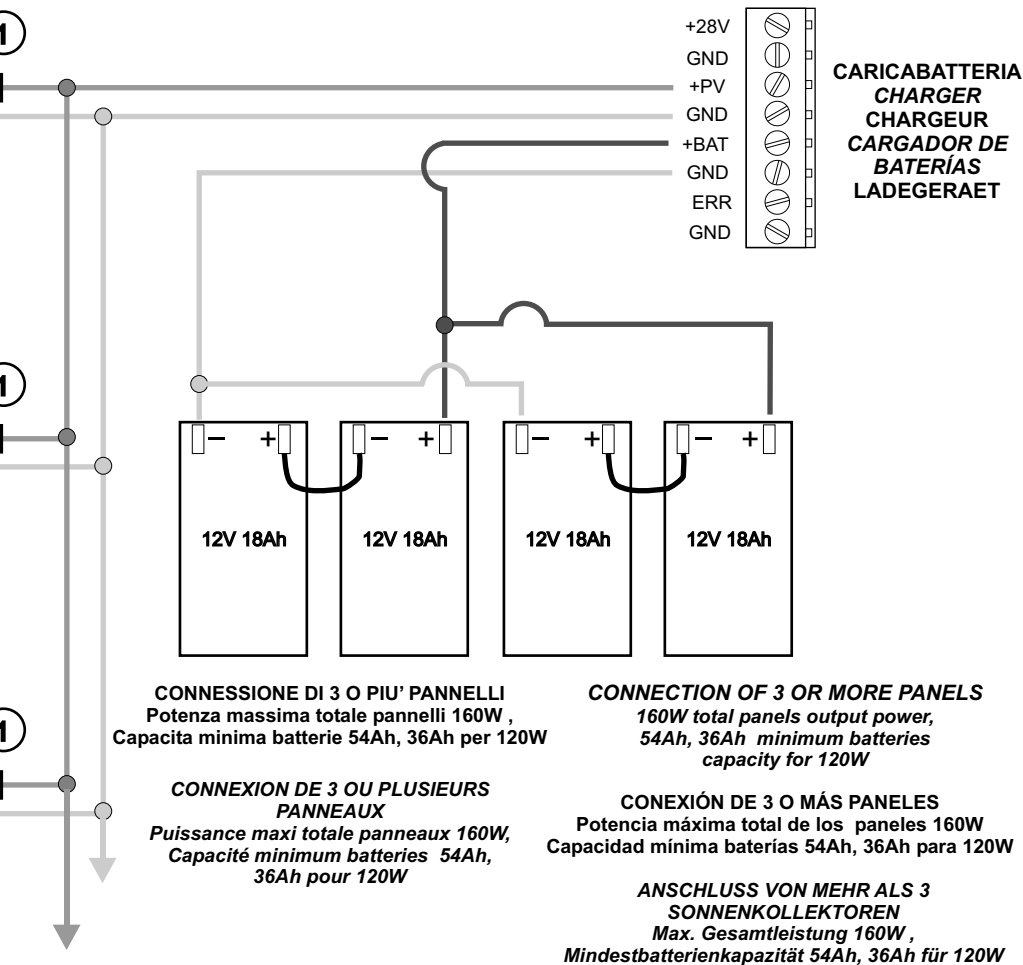 1
+28V
GND
+PV
GND
+BAT
GND
ERR
GND
CARICABATTERIA
CHARGER
CHARGEUR
CARGADOR DE
BATERÍAS
LADEGERAET
1
- + - + - + - +
12V 18Ah 12V 18Ah 12V 18Ah 12V 18Ah
1
CONNESSIONE DI 3 O PIU' PANNELLI
Potenza massima totale pannelli 160W ,
Capacita minima batterie 54Ah, 36Ah per 120W
CONNEXION DE 3 OU PLUSIEURS
PANNEAUX
Puissance maxi totale panneaux 160W,
Capacité minimum batteries 54Ah,
36Ah pour 120W
CONNECTION OF 3 OR MORE PANELS
160W total panels output power,
54Ah, 36Ah minimum batteries
capacity for 120W
CONEXIÓN DE 3 O MÁS PANELES
Potencia máxima total de los paneles 160W
Capacidad mínima baterías 54Ah, 36Ah para 120W
ANSCHLUSS VON MEHR ALS 3
SONNENKOLLEKTOREN
Max. Gesamtleistung 160W ,
Mindestbatterienkapazität 54Ah, 36Ah für 120W